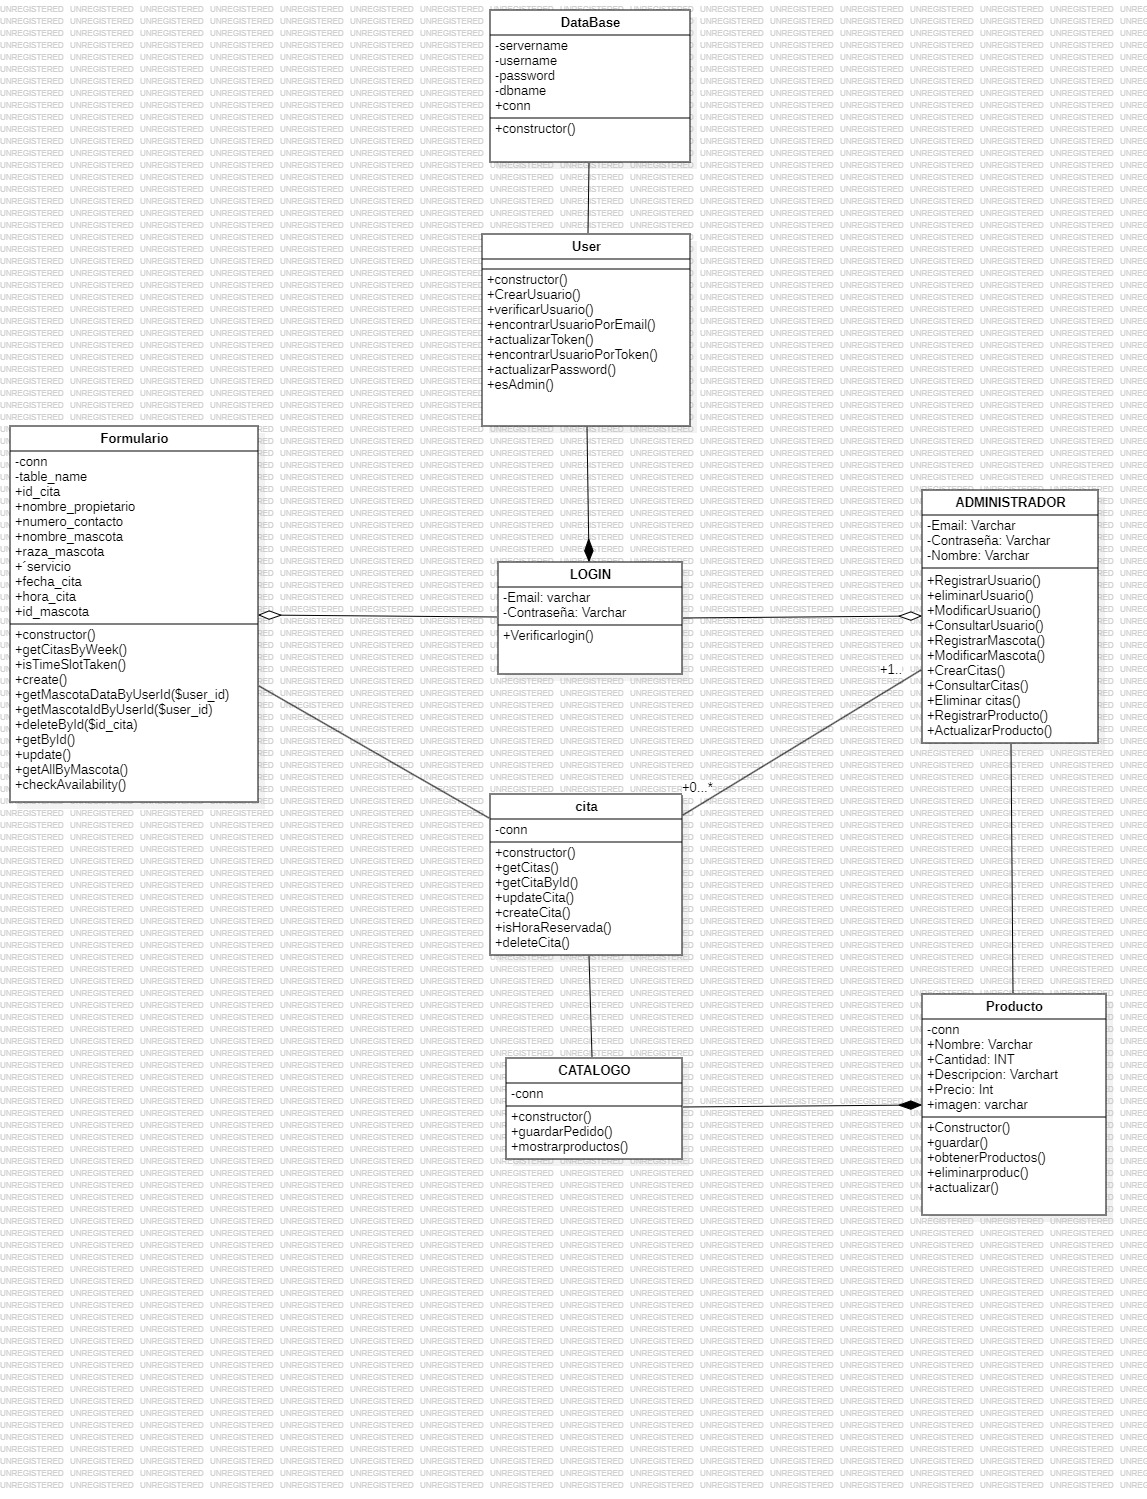 DataBase
-servername
-username
-password
-dbname
+conn
+constructor()
User
+constructor()
+CrearUsuario()
+verificarUsuario()
+encontrarUsuarioPorEmail()
+actualizarToken()
+encontrarUsuarioPorToken()
+actualizarPassword()
+esAdmin()
Formulario
-conn
-table_name
+id_cita
+nombre_propietario
+numero_contacto
+nombre_mascota
+raza_mascota
+´servicio
+fecha_cita
+hora_cita
+id_mascota
+constructor()
+getCitasByWeek()
+isTimeSlotTaken()
+create()
+getMascotaDataByUserId($user_id)
+getMascotaIdByUserId($user_id)
+deleteById($id_cita)
+getById()
+update()
+getAllByMascota()
+checkAvailability()
LOGIN
-Email: varchar
-Contraseña: Varchar
+Verificarlogin()
ADMINISTRADOR
-Email: Varchar
-Contraseña: Varchar
-Nombre: Varchar
+RegistrarUsuario()
+eliminarUsuario()
+ModificarUsuario()
+ConsultarUsuario()
+RegistrarMascota()
+ModificarMascota()
+CrearCitas()
+ConsultarCitas()
+Eliminar citas()
+RegistrarProducto()
+ActualizarProducto()
+1..
+0...*
cita
-conn
+constructor()
+getCitas()
+getCitaById()
+updateCita()
+createCita()
+isHoraReservada()
+deleteCita()
CATALOGO
-conn
+constructor()
+guardarPedido()
+mostrarproductos()
Producto
-conn
+Nombre: Varchar
+Cantidad: INT
+Descripcion: Varchart
+Precio: Int
+imagen: varchar
+Constructor()
+guardar()
+obtenerProductos()
+eliminarproduc()
+actualizar()
UNREGISTERED